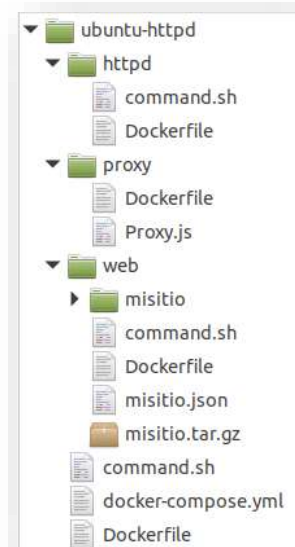 ubuntu-httpd
httpd
command.sh
Dockerfile
proxy
Dockerfile
Proxy.js
web
misitio
command.sh
Dockerfile
misitio.json
misitio.tar.gz
command.sh
docker-compose.yml
Dockerfile